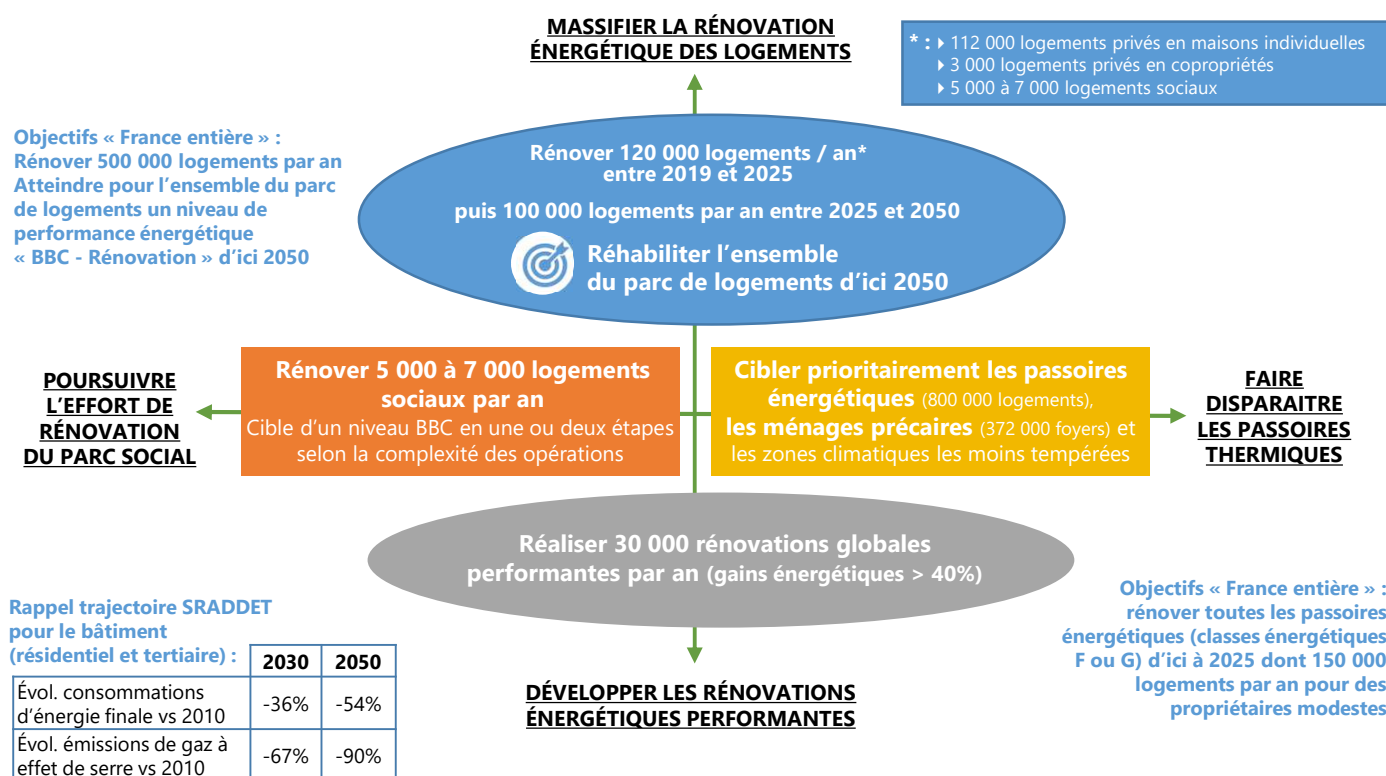 MASSIFIER LA RÉNOVATION
ÉNERGÉTIQUE DES LOGEMENTS
* : 112 000 logements privés en maisons individuelles
3 000 logements privés en copropriétés
5 000 à 7 000 logements sociaux
Objectifs « France entière » :
Rénover 500 000 logements par an
Atteindre pour l'ensemble du parc
de logements un niveau de
performance énergétique
« BBC - Rénovation » d'ici 2050
Rénover 120 000 logements / an*
entre 2019 et 2025
puis 100 000 logements par an entre 2025 et 2050
Réhabiliter l'ensemble
du parc de logements d'ici 2050
POURSUIVRE
L'EFFORT DE
RÉNOVATION
DU PARC SOCIAL
Rénover 5 000 à 7 000 logements
sociaux par an
Cible d'un niveau BBC en une ou deux étapes
selon la complexité des opérations
Cibler prioritairement les passoires
énergétiques (800 000 logements),
les ménages précaires (372 000 foyers) et
les zones climatiques les moins tempérées
FAIRE
DISPARAITRE
LES PASSOIRES
THERMIQUES
Réaliser 30 000 rénovations globales
performantes par an (gains énergétiques > 40%)
Rappel trajectoire SRADDET
pour le bâtiment
(résidentiel et tertiaire) :
2030 2050
Évol. consommations
d'énergie finale vs 2010
-36% -54%
Évol. émissions de gaz à
effet de serre vs 2010
-67% -90%
DÉVELOPPER LES RÉNOVATIONS
ÉNERGÉTIQUES PERFORMANTES
Objectifs « France entière » :
rénover toutes les passoires
énergétiques (classes énergétiques
F ou G) d'ici à 2025 dont 150 000
logements par an pour des
propriétaires modestes